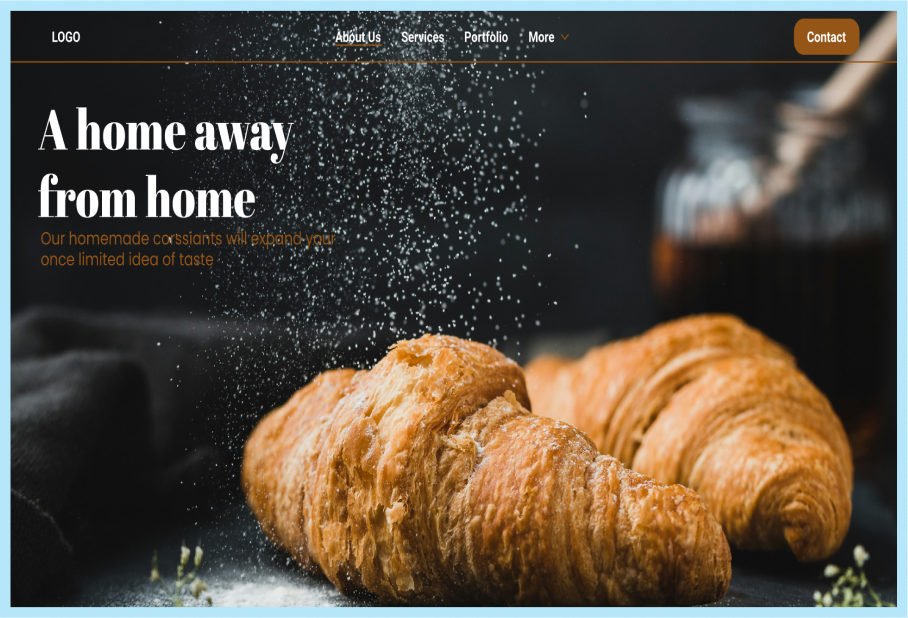 LOGO
About Us
Services
Portfolio
More
Contact
A home away
from home
Our homemade corssiants will expand your
once limited idea of taste